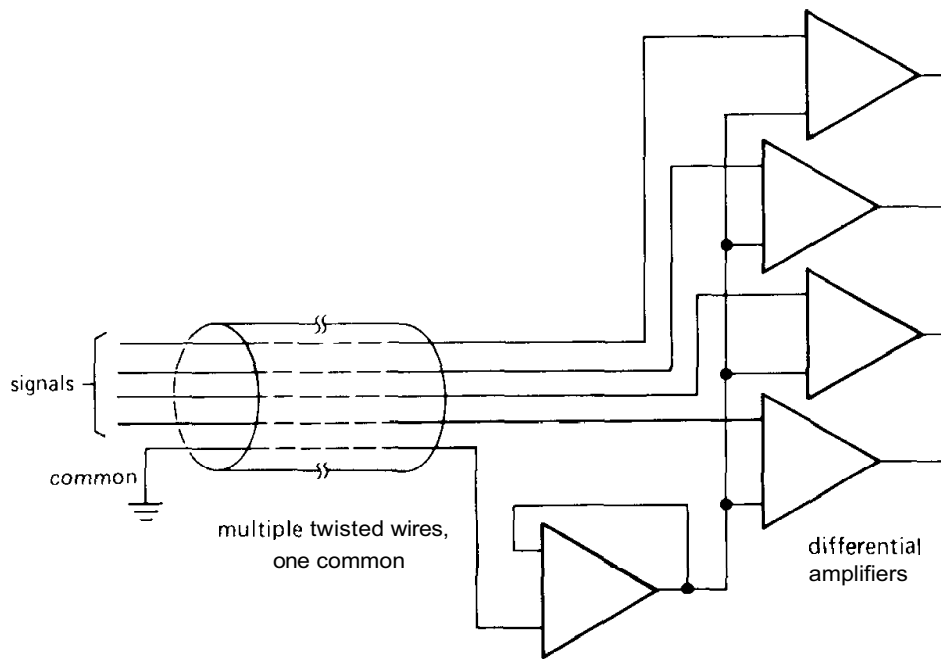 signals
common
multiple twisted wires,
one common
differential
amplifiers